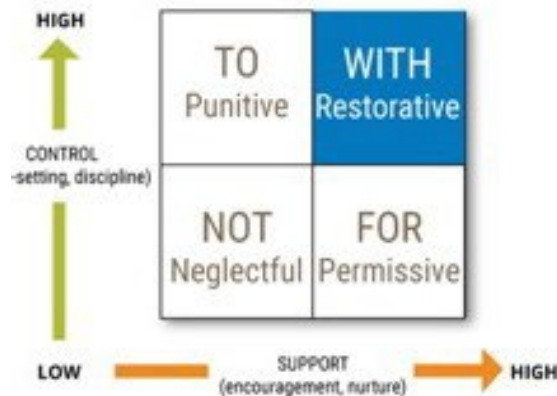 HIGH
TO
Punitive
WITH
Restorative
CONTROL
-setting, discipline)
NOT
Neglectful
FOR
Permissive
LOW
SUPPORT
(encouragement, nurture)
HIGH